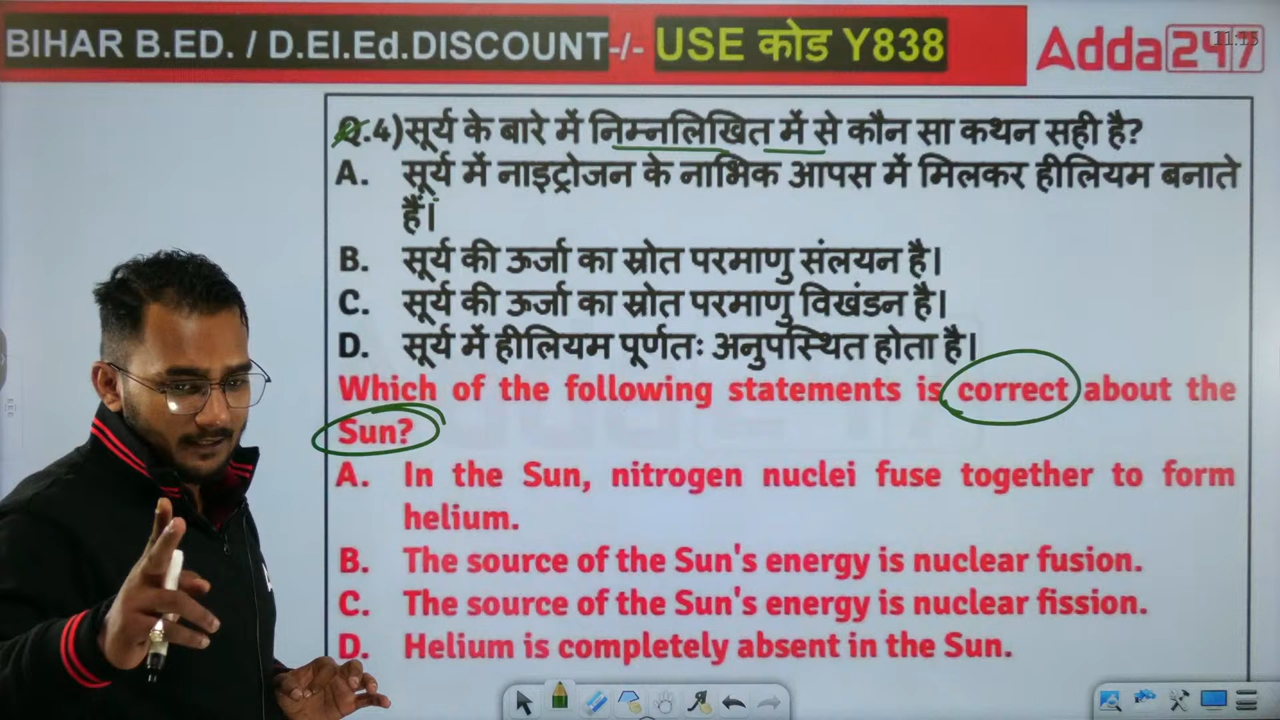 BIHAR B.ED. / D.El.Ed.DISCOUNT-/- USE कोड Y838
Adda247
11:15
Q.4)सूर्य के बारे में निम्नलिखित में से कौन सा कथन सही है?
A. सूर्य में नाइट्रोजन के नाभिक आपस में मिलकर हीलियम बनाते
हैं।
B. सूर्य की ऊर्जा का स्रोत परमाणु संलयन है।
C. सूर्य की ऊर्जा का स्रोत परमाणु विखंडन है।
D. सूर्य में हीलियम पूर्णतः अनुपस्थित होता है।
Which of the following statements is correct about the
Sun?
A. In the Sun, nitrogen nuclei fuse together to form
helium.
B. The source of the Sun's energy is nuclear fusion.
C. The source of the Sun's energy is nuclear fission.
D. Helium is completely absent in the Sun.